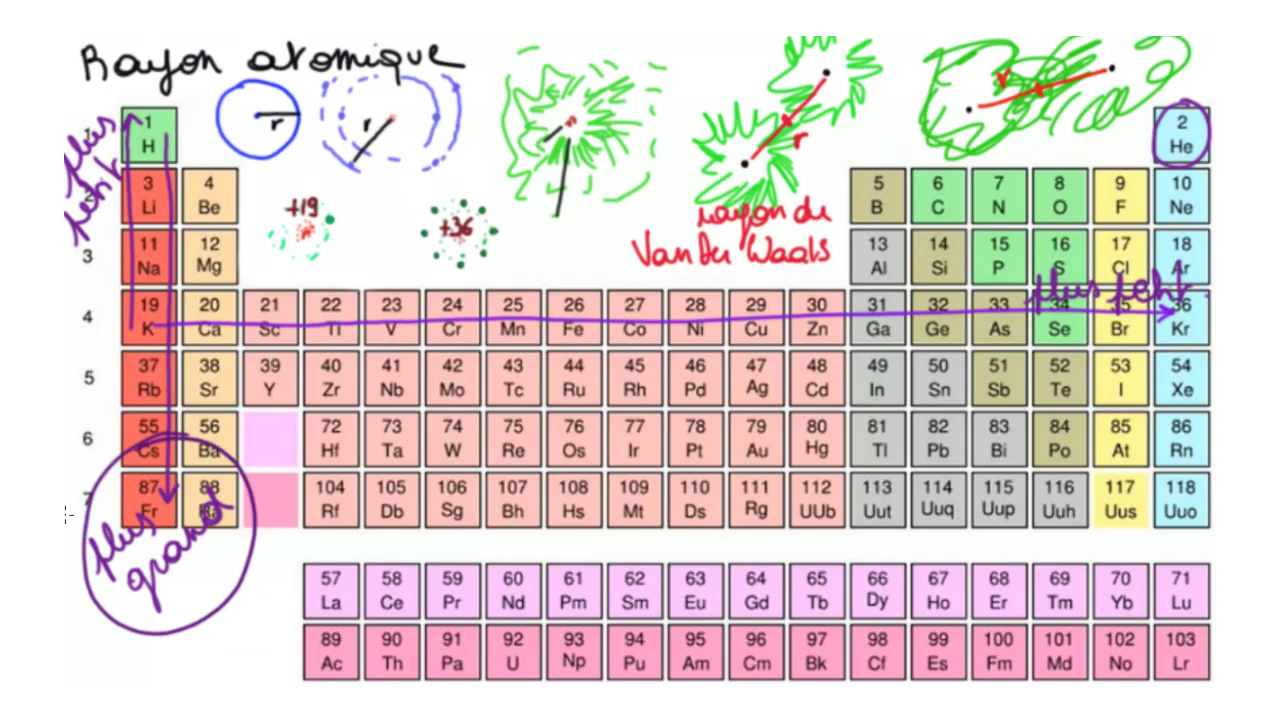 Rayon atomique
r
r
r
r
+19
+36
rayon de
Van Der Waals
plus
petit
plus petit
plus
grand
1
H
2
He
2
3
Li
4
Be
5
B
6
C
7
N
8
O
9
F
10
Ne
3
11
Na
12
Mg
13
Al
14
Si
15
P
16
S
17
Cl
18
Ar
4
19
K
20
Ca
21
Sc
22
Ti
23
V
24
Cr
25
Mn
26
Fe
27
Co
28
Ni
29
Cu
30
Zn
31
Ga
32
Ge
33
As
34
Se
35
Br
36
Kr
5
37
Rb
38
Sr
39
Y
40
Zr
41
Nb
42
Mo
43
Tc
44
Ru
45
Rh
46
Pd
47
Ag
48
Cd
49
In
50
Sn
51
Sb
52
Te
53
I
54
Xe
6
55
Cs
56
Ba
72
Hf
73
Ta
74
W
75
Re
76
Os
77
Ir
78
Pt
79
Au
80
Hg
81
Tl
82
Pb
83
Bi
84
Po
85
At
86
Rn
7
87
Fr
88
Ra
104
Rf
105
Db
106
Sg
107
Bh
108
Hs
109
Mt
110
Ds
111
Rg
112
UUb
113
Uut
114
Uuq
115
Uup
116
Uuh
117
Uus
118
Uuo
57
La
58
Ce
59
Pr
60
Nd
61
Pm
62
Sm
63
Eu
64
Gd
65
Tb
66
Dy
67
Ho
68
Er
69
Tm
70
Yb
71
Lu
89
Ac
90
Th
91
Pa
92
U
93
Np
94
Pu
95
Am
96
Cm
97
Bk
98
Cf
99
Es
100
Fm
101
Md
102
No
103
Lr